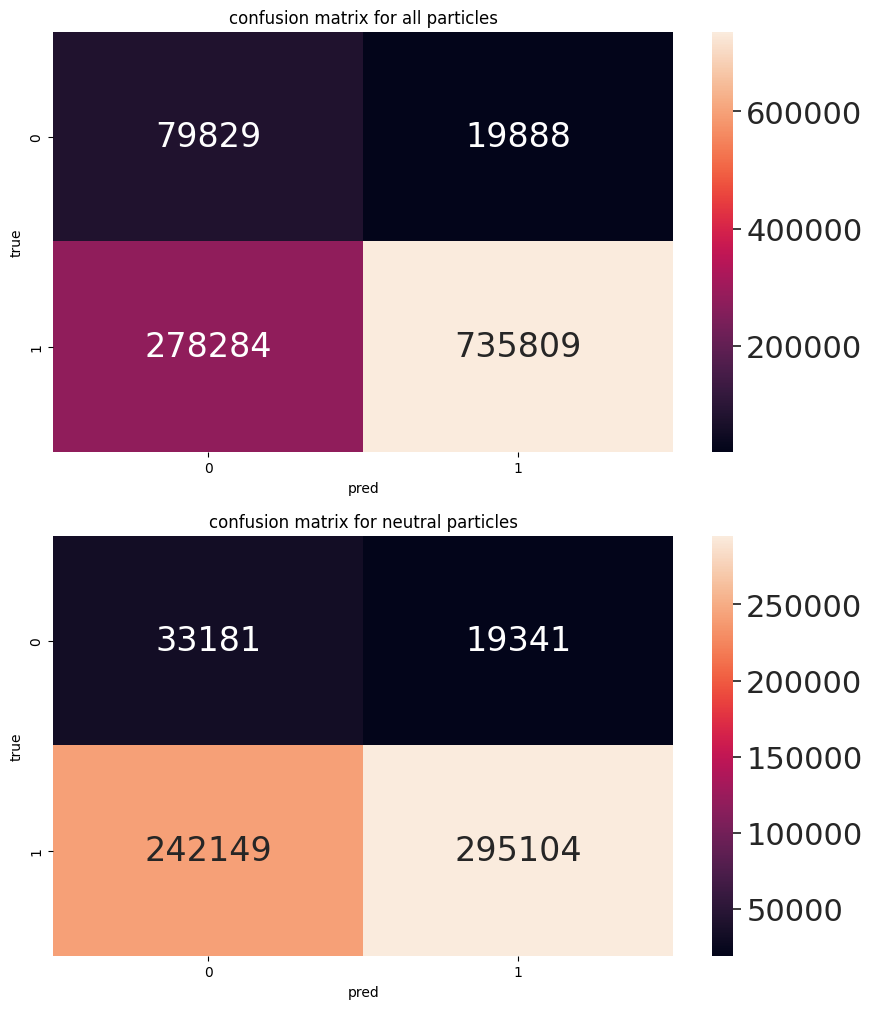 confusion matrix for all particles
0 79829 19888
true
1 278284 735809
0 1
pred
600000
400000
200000
confusion matrix for neutral particles
0 33181 19341
true
1 242149 295104
0 1
pred
250000
200000
150000
100000
50000